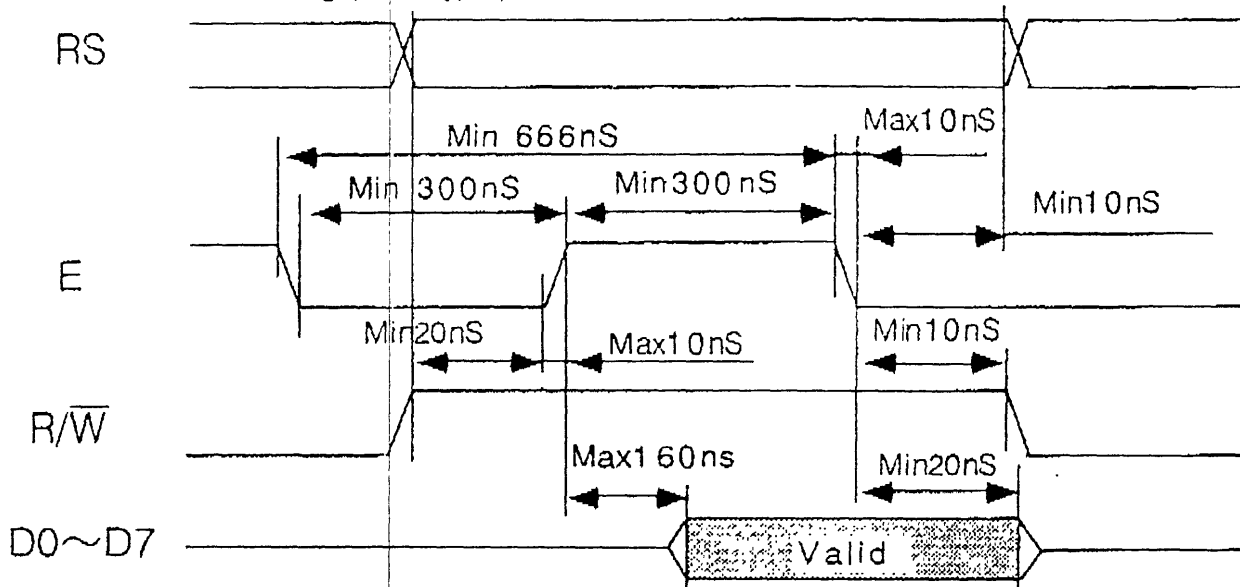 RS
Max10nS
Min 666nS
Min 300nS
Min300nS
Min10nS
E
Min20nS
Max10nS
Min10nS
R/W̅
Max160ns
Min20nS
D0~D7
Valid